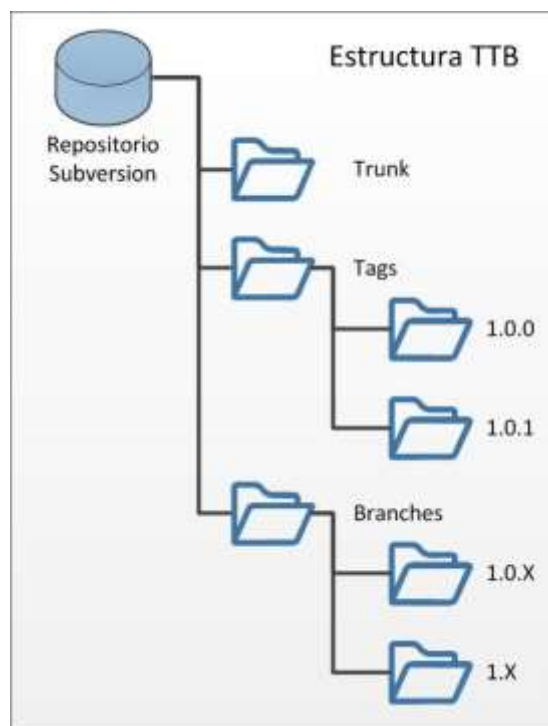 Estructura TTB
Repositorio
Subversion
Trunk
Tags
1.0.0
1.0.1
Branches
1.0.X
1.X